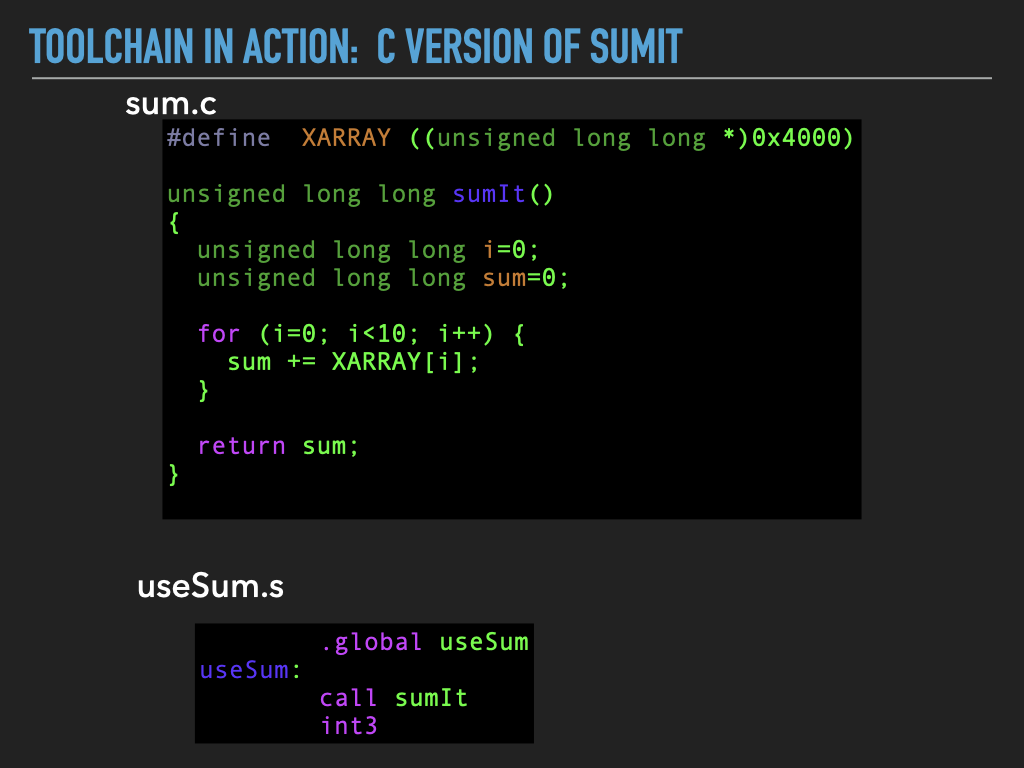 TOOLCHAIN IN ACTION: C VERSION OF SUMIT
sum.c
#define  XARRAY ((unsigned long long *)0x4000)
unsigned long long sumIt()
{
  unsigned long long i=0;
  unsigned long long sum=0;
  for (i=0; i<10; i++) {
    sum += XARRAY[i];
  }
  return sum;
}
useSum.s
        .global useSum
useSum:
        call sumIt
        int3